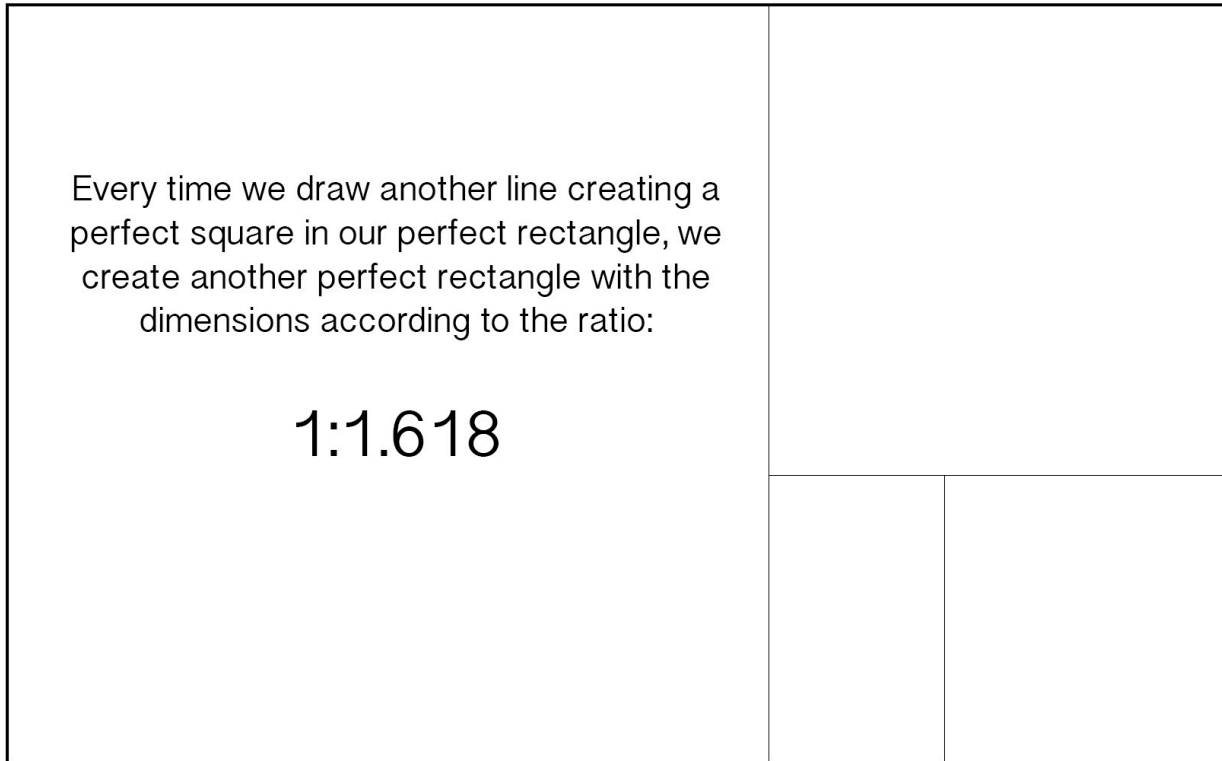 Every time we draw another line creating a
perfect square in our perfect rectangle, we
create another perfect rectangle with the
dimensions according to the ratio:
1:1.618